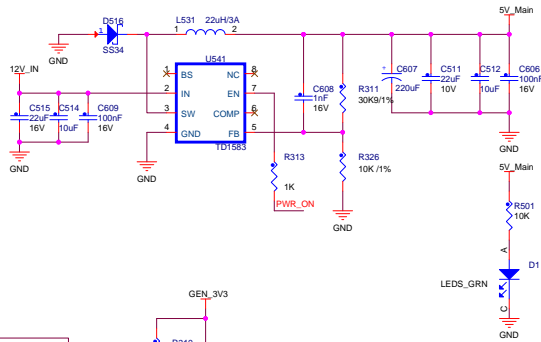 5V_Main
D516
L531 22uH/3A
1 2
GND
SS34
12V_IN
U541
1 BS NC 8
2 IN EN 7
3 SW COMP 6
4 GND FB 5
TD1583
C515
22uF
16V
C514
10uF
C609
100nF
16V
C608
1nF
16V
R311
30K9/1%
C607
220uF
C511
22uF
10V
C512
10uF
C606
100nF
16V
GND
GND
R313
1K
PWR_ON
R326
10K /1%
GND
GND
5V_Main
R501
10K
A
D1
LEDS_GRN
C
GND
GEN_3V3